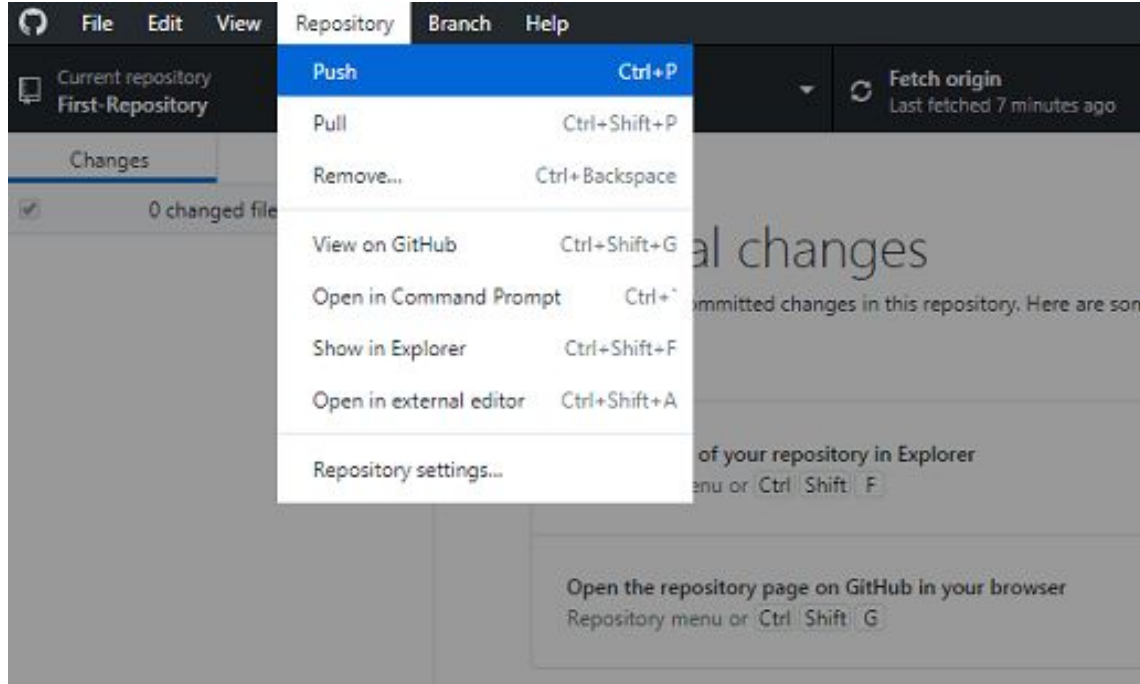 File Edit View Repository Branch Help
Current repository
First-Repository
Fetch origin
Last fetched 7 minutes ago
Push Ctrl+P
Pull Ctrl+Shift+P
Remove... Ctrl+Backspace
View on GitHub Ctrl+Shift+G
Open in Command Prompt Ctrl+`
Show in Explorer Ctrl+Shift+F
Open in external editor Ctrl+Shift+A
Repository settings...
Changes
0 changed file
al changes
changes in this repository. Here are
of your repository in Explorer
or Ctrl Shift F
Open the repository page on GitHub in your browser
Repository menu or Ctrl Shift G